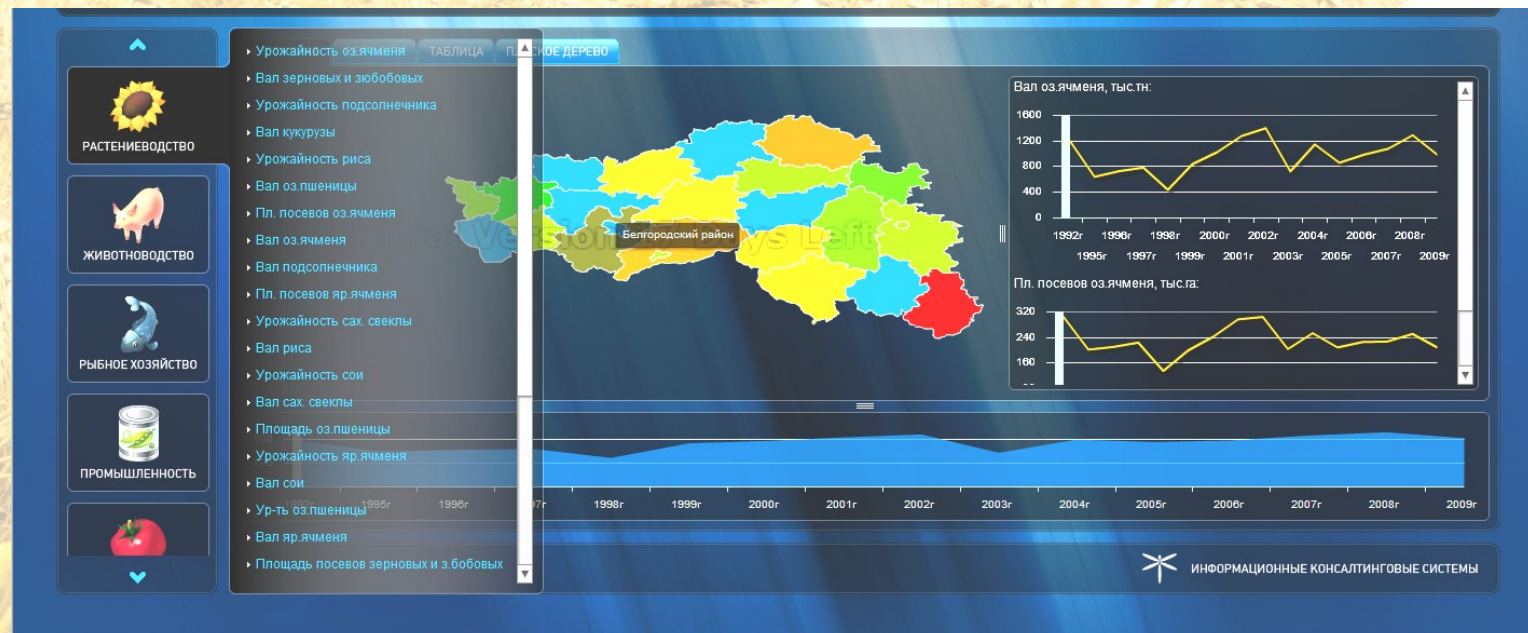 РАСТЕНИЕВОДСТВО
ЖИВОТНОВОДСТВО
РЫБНОЕ ХОЗЯЙСТВО
ПРОМЫШЛЕННОСТЬ
Урожайность оз.ячменя
Вал зерновых и зюбобовых
Урожайность подсолнечника
Вал кукурузы
Урожайность риса
Вал оз.пшеницы
Пл. посевов оз.ячменя
Вал оз.ячменя
Вал подсолнечника
Пл. посевов яр.ячменя
Урожайность сах. свеклы
Вал риса
Урожайность сои
Вал сах. свеклы
Площадь оз.пшеницы
Урожайность яр.ячменя
Вал сои
Ур-ть оз.пшеницы
Вал яр.ячменя
Площадь посевов зерновых и з.бобовых
ТАБЛИЦА
ДЕРЕВО
Version Days Left
Белгородский район
Вал оз.ячменя, тыс.тн:
1600
1200
800
400
0
1992г 1996г 1998г 2000г 2002г 2004г 2006г 2008г
1995г 1997г 1999г 2001г 2003г 2005г 2007г 2009г
Пл. посевов оз.ячменя, тыс.га:
320
240
160
1992г 1995г 1996г 1998г 1999г 2000г 2001г 2002г 2003г 2004г 2005г 2006г 2007г 2008г 2009г
ИНФОРМАЦИОННЫЕ КОНСАЛТИНГОВЫЕ СИСТЕМЫ